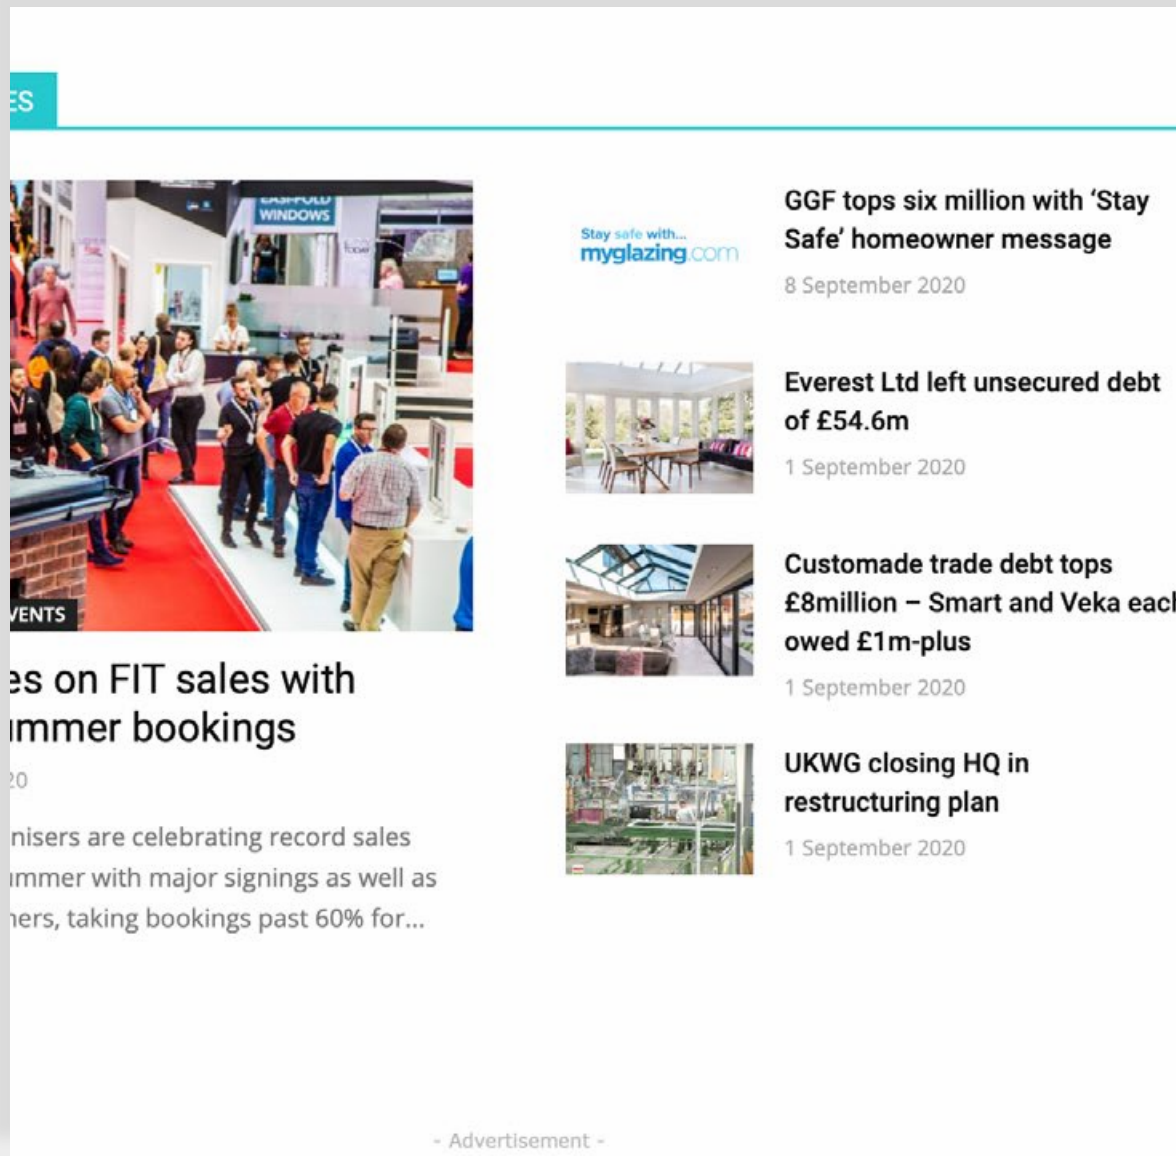 ES
EASI-FOLD
WINDOWS
VENTS
es on FIT sales with
ummer bookings
20
nisers are celebrating record sales
ummer with major signings as well as
ners, taking bookings past 60% for...
Stay safe with...
myglazing.com
GGF tops six million with ‘Stay
Safe’ homeowner message
8 September 2020
Everest Ltd left unsecured debt
of £54.6m
1 September 2020
Customade trade debt tops
£8million – Smart and Veka each
owed £1m-plus
1 September 2020
UKWG closing HQ in
restructuring plan
1 September 2020
- Advertisement -